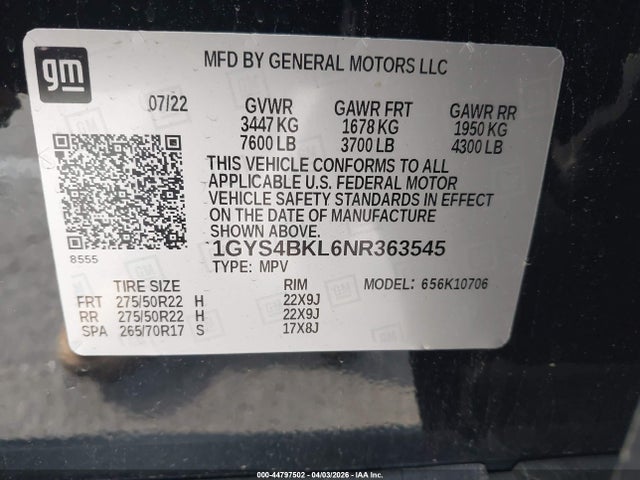 gm
MFD BY GENERAL MOTORS LLC
07/22 GVWR GAWR FRT GAWR RR
3447 KG 1678 KG 1950 KG
7600 LB 3700 LB 4300 LB
THIS VEHICLE CONFORMS TO ALL
APPLICABLE U.S. FEDERAL MOTOR
VEHICLE SAFETY STANDARDS IN EFFECT
ON THE DATE OF MANUFACTURE
SHOWN ABOVE.
8555
1GYS4BKL6NR363545
TYPE: MPV
TIRE SIZE RIM MODEL: 656K10706
FRT 275/50R22 H 22X9J
RR 275/50R22 H 22X9J
SPA 265/70R17 S 17X8J
000-44797502 - 04/03/2026 - IAA Inc.